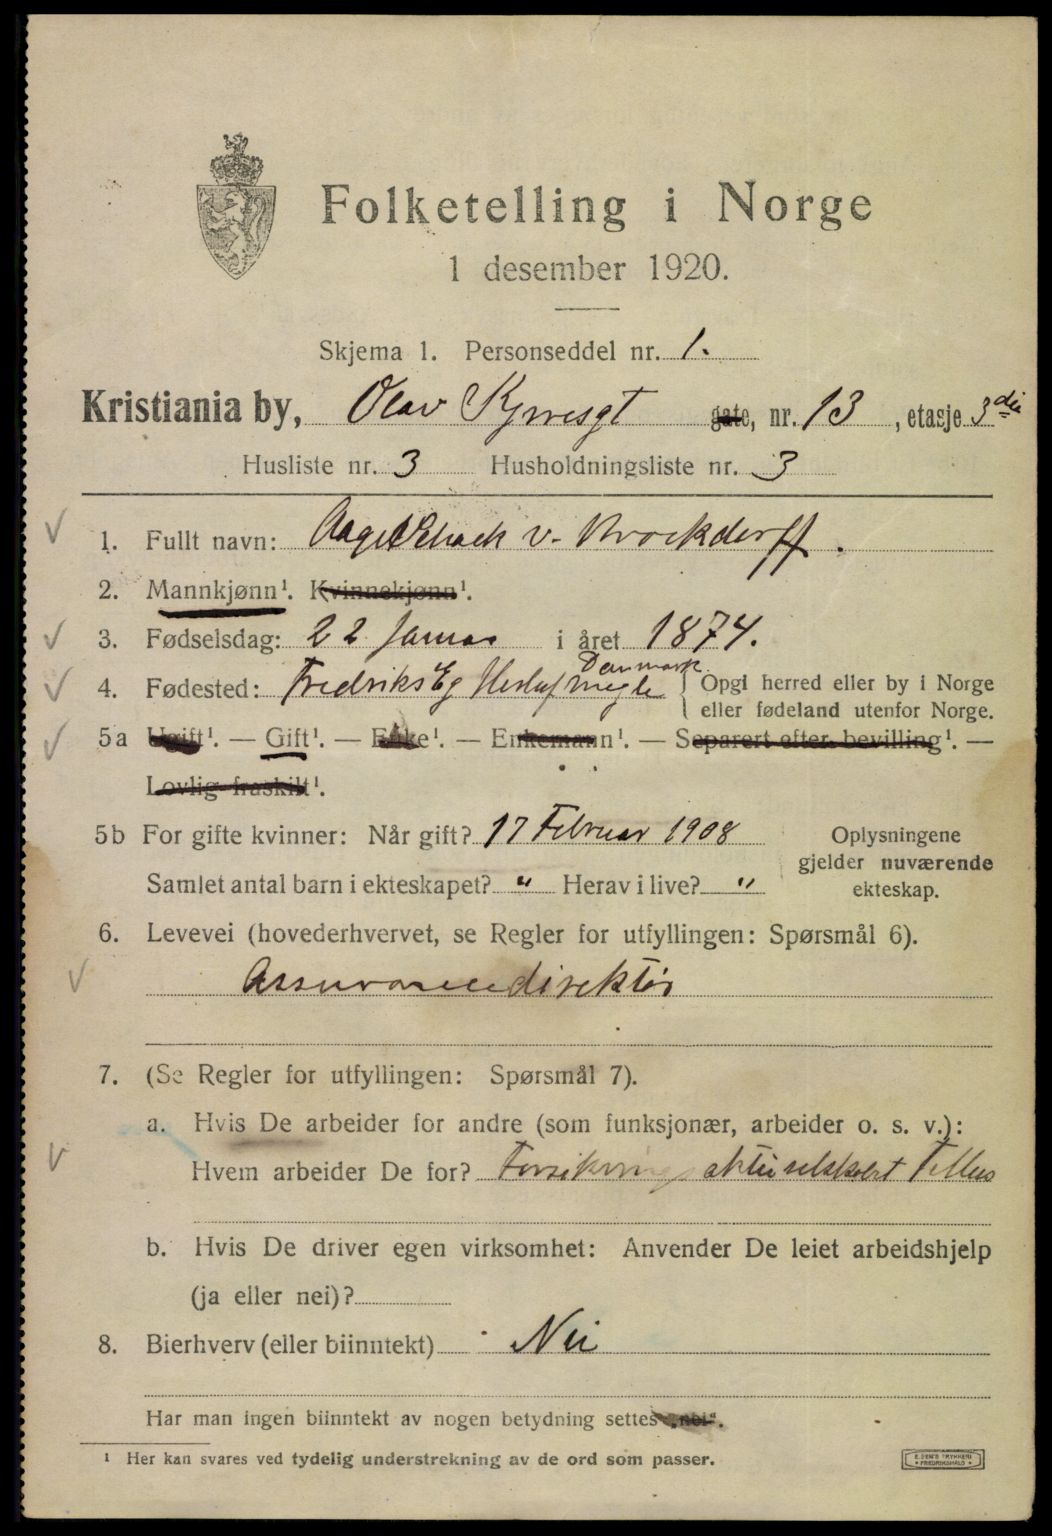 Folketelling i Norge
1 desember 1920.
Skjema 1. Personseddel nr. 1.
Kristiania by, Olav Kyrresgt gate, nr. 13, etasje 3die
Husliste nr. 3 Husholdningsliste nr. 3
1. Fullt navn: Aage Schack v. Brockdorff.
2. Mannkjønn¹. Kvinnekjønn¹.
3. Fødselsdag: 22 Januar i året 1874.
Danmark
4. Fødested: Fredriks Opgi herred eller by i Norge
eller fødeland utenfor Norge.
5a Ugift¹. — Gift¹. — Enke¹. — Enkemann¹. — Separert efter bevilling¹. —
Lovlig fraskilt¹.
5b For gifte kvinner: Når gift? 17 Februar 1908
Samlet antal barn i ekteskapet? " Herav i live? "
Oplysningene
gjelder nuværende
ekteskap.
6. Levevei (hovederhvervet, se Regler for utfyllingen: Spørsmål 6).
Assurancedirektør
7. (Se Regler for utfyllingen: Spørsmål 7).
a. Hvis De arbeider for andre (som funksjonær, arbeider o. s. v.):
Hvem arbeider De for? Forsikringsaktieselskabet Tellus
b. Hvis De driver egen virksomhet: Anvender De leiet arbeidshjelp
(ja eller nei)?
8. Bierhverv (eller biinntekt) Nei
Har man ingen biinntekt av nogen betydning settes „nei".
¹ Her kan svares ved tydelig understrekning av de ord som passer.